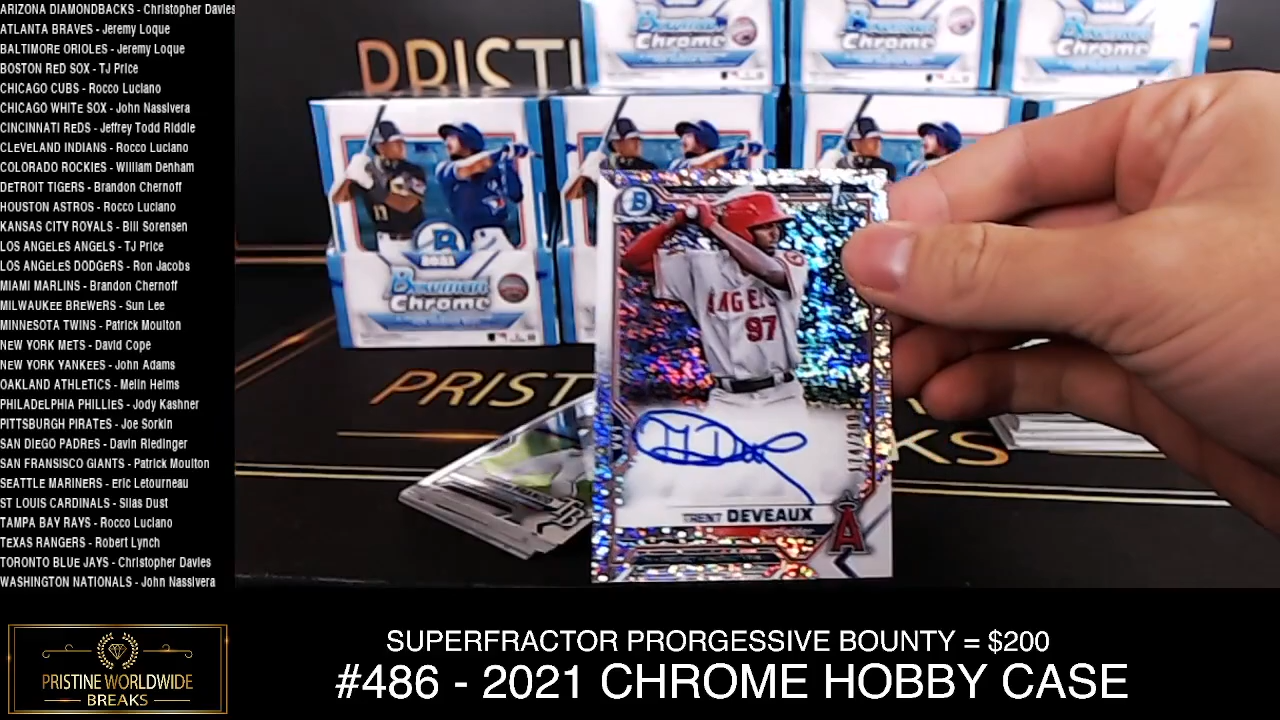 ARIZONA DIAMONDBACKS - Christopher Davies
ATLANTA BRAVES - Jeremy Loque
BALTIMORE ORIOLES - Jeremy Loque
BOSTON RED SOX - TJ Price
CHICAGO CUBS - Rocco Luciano
CHICAGO WHITE SOX - John Nassivera
CINCINNATI REDS - Jeffrey Todd Riddle
CLEVELAND INDIANS - Rocco Luciano
COLORADO ROCKIES - William Denham
DETROIT TIGERS - Brandon Chernoff
HOUSTON ASTROS - Rocco Luciano
KANSAS CITY ROYALS - Bill Sorensen
LOS ANGELES ANGELS - TJ Price
LOS ANGELES DODGERS - Ron Jacobs
MIAMI MARLINS - Brandon Chernoff
MILWAUKEE BREWERS - Sun Lee
MINNESOTA TWINS - Patrick Moulton
NEW YORK METS - David Cope
NEW YORK YANKEES - John Adams
OAKLAND ATHLETICS - Melin Helms
PHILADELPHIA PHILLIES - Jody Kashner
PITTSBURGH PIRATES - Joe Sorkin
SAN DIEGO PADRES - Davin Riedinger
SAN FRANSISCO GIANTS - Patrick Moulton
SEATTLE MARINERS - Eric Letourneau
ST LOUIS CARDINALS - Silas Dust
TAMPA BAY RAYS - Rocco Luciano
TEXAS RANGERS - Robert Lynch
TORONTO BLUE JAYS - Christopher Davies
WASHINGTON NATIONALS - John Nassivera
PRISTI
Bowman
Chrome
Bowman
Chrome
Bowman
Chrome
2021
Bowman
Chrome
PRIST
KS
B
ANGELS
97
TRENT DEVEAUX
A
PRISTINE WORLDWIDE
BREAKS
SUPERFRACTOR PRORGESSIVE BOUNTY = $200
#486 - 2021 CHROME HOBBY CASE